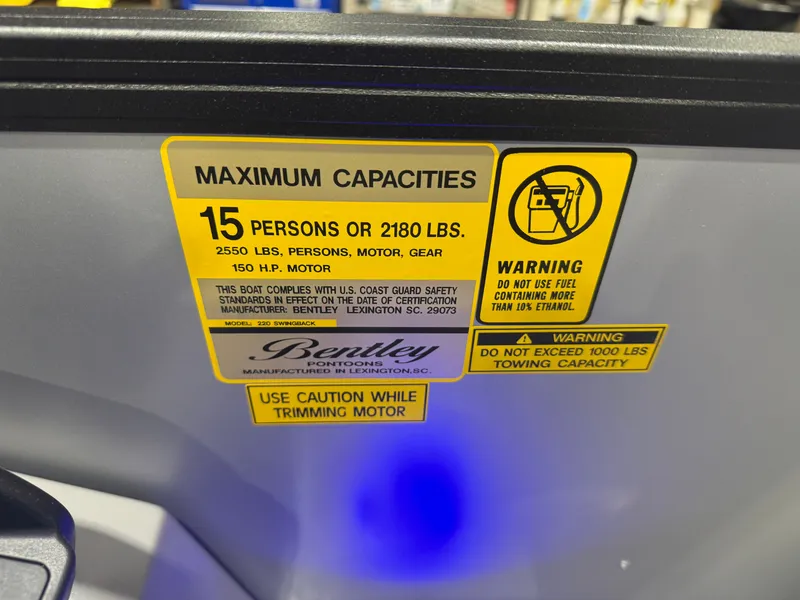 MAXIMUM CAPACITIES
15 PERSONS OR 2180 LBS.
2550 LBS, PERSONS, MOTOR, GEAR
150 H.P. MOTOR
THIS BOAT COMPLIES WITH U.S. COAST GUARD SAFETY
STANDARDS IN EFFECT ON THE DATE OF CERTIFICATION
MANUFACTURER: BENTLEY LEXINGTON SC. 29073
MODEL: 220 SWINGBACK
Bentley
PONTOONS
MANUFACTURED IN LEXINGTON,SC.
WARNING
DO NOT USE FUEL
CONTAINING MORE
THAN 10% ETHANOL.
WARNING
DO NOT EXCEED 1000 LBS
TOWING CAPACITY
USE CAUTION WHILE
TRIMMING MOTOR